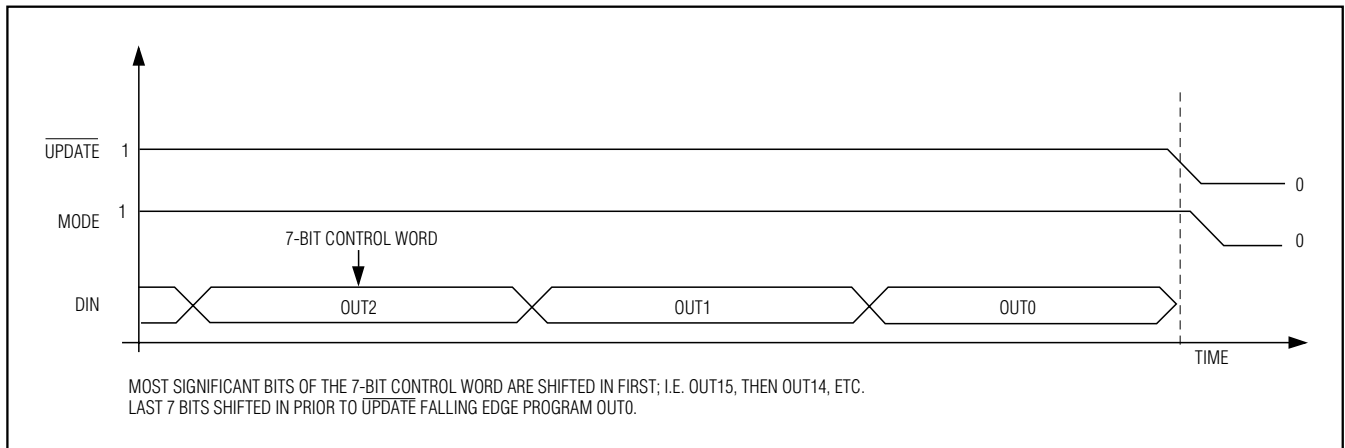 UPDATE 1
0
MODE 1
0
7-BIT CONTROL WORD
DIN OUT2 OUT1 OUT0
TIME
MOST SIGNIFICANT BITS OF THE 7-BIT CONTROL WORD ARE SHIFTED IN FIRST; I.E. OUT15, THEN OUT14, ETC.
LAST 7 BITS SHIFTED IN PRIOR TO UPDATE FALLING EDGE PROGRAM OUT0.